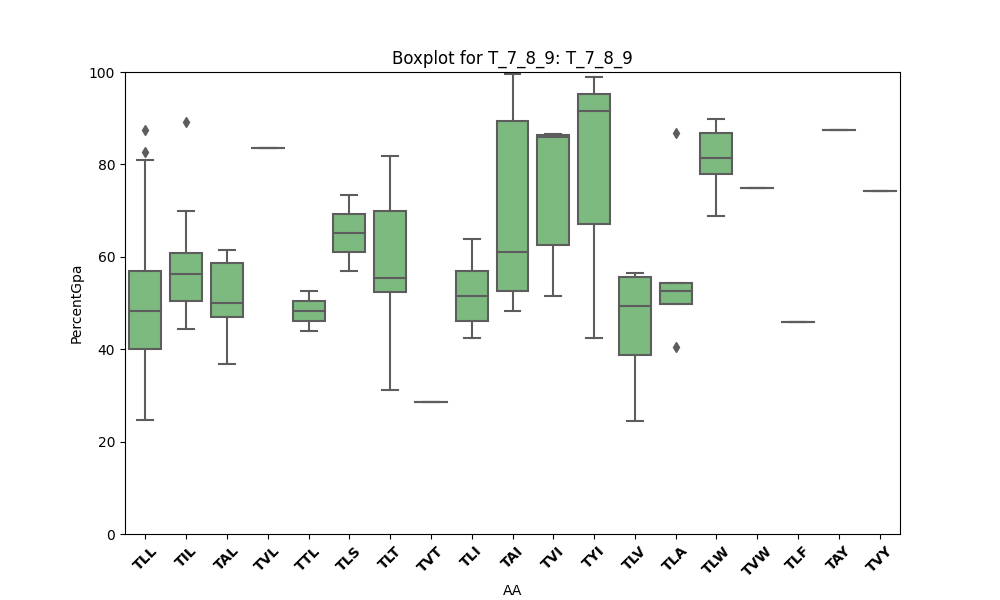 Boxplot for T_7_8_9: T_7_8_9
100
80
60
40
20
0
PercentGpa
TLL TIL TAL TVL TTL TLS TLT TVT TLI TAI TVI TYI TLV TLA TLW TVW TLF TAY TVY
AA